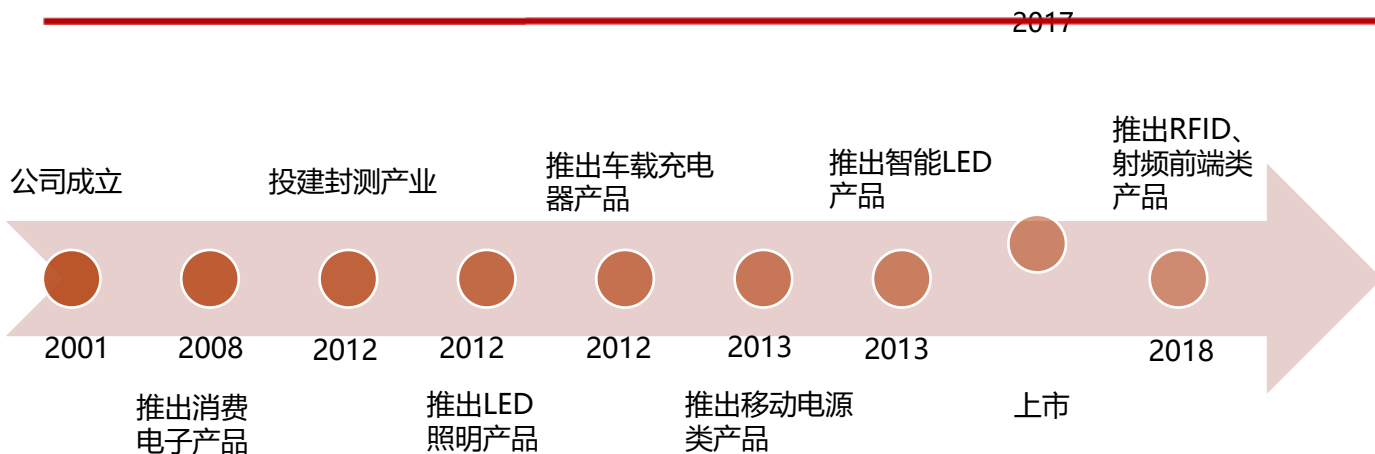 2017
公司成立
投建封测产业
推出车载充电
器产品
推出智能LED
产品
推出RFID、
射频前端类
产品
2001
2008
2012
2012
2012
2013
2013
2018
推出消费
电子产品
推出LED
照明产品
推出移动电源
类产品
上市